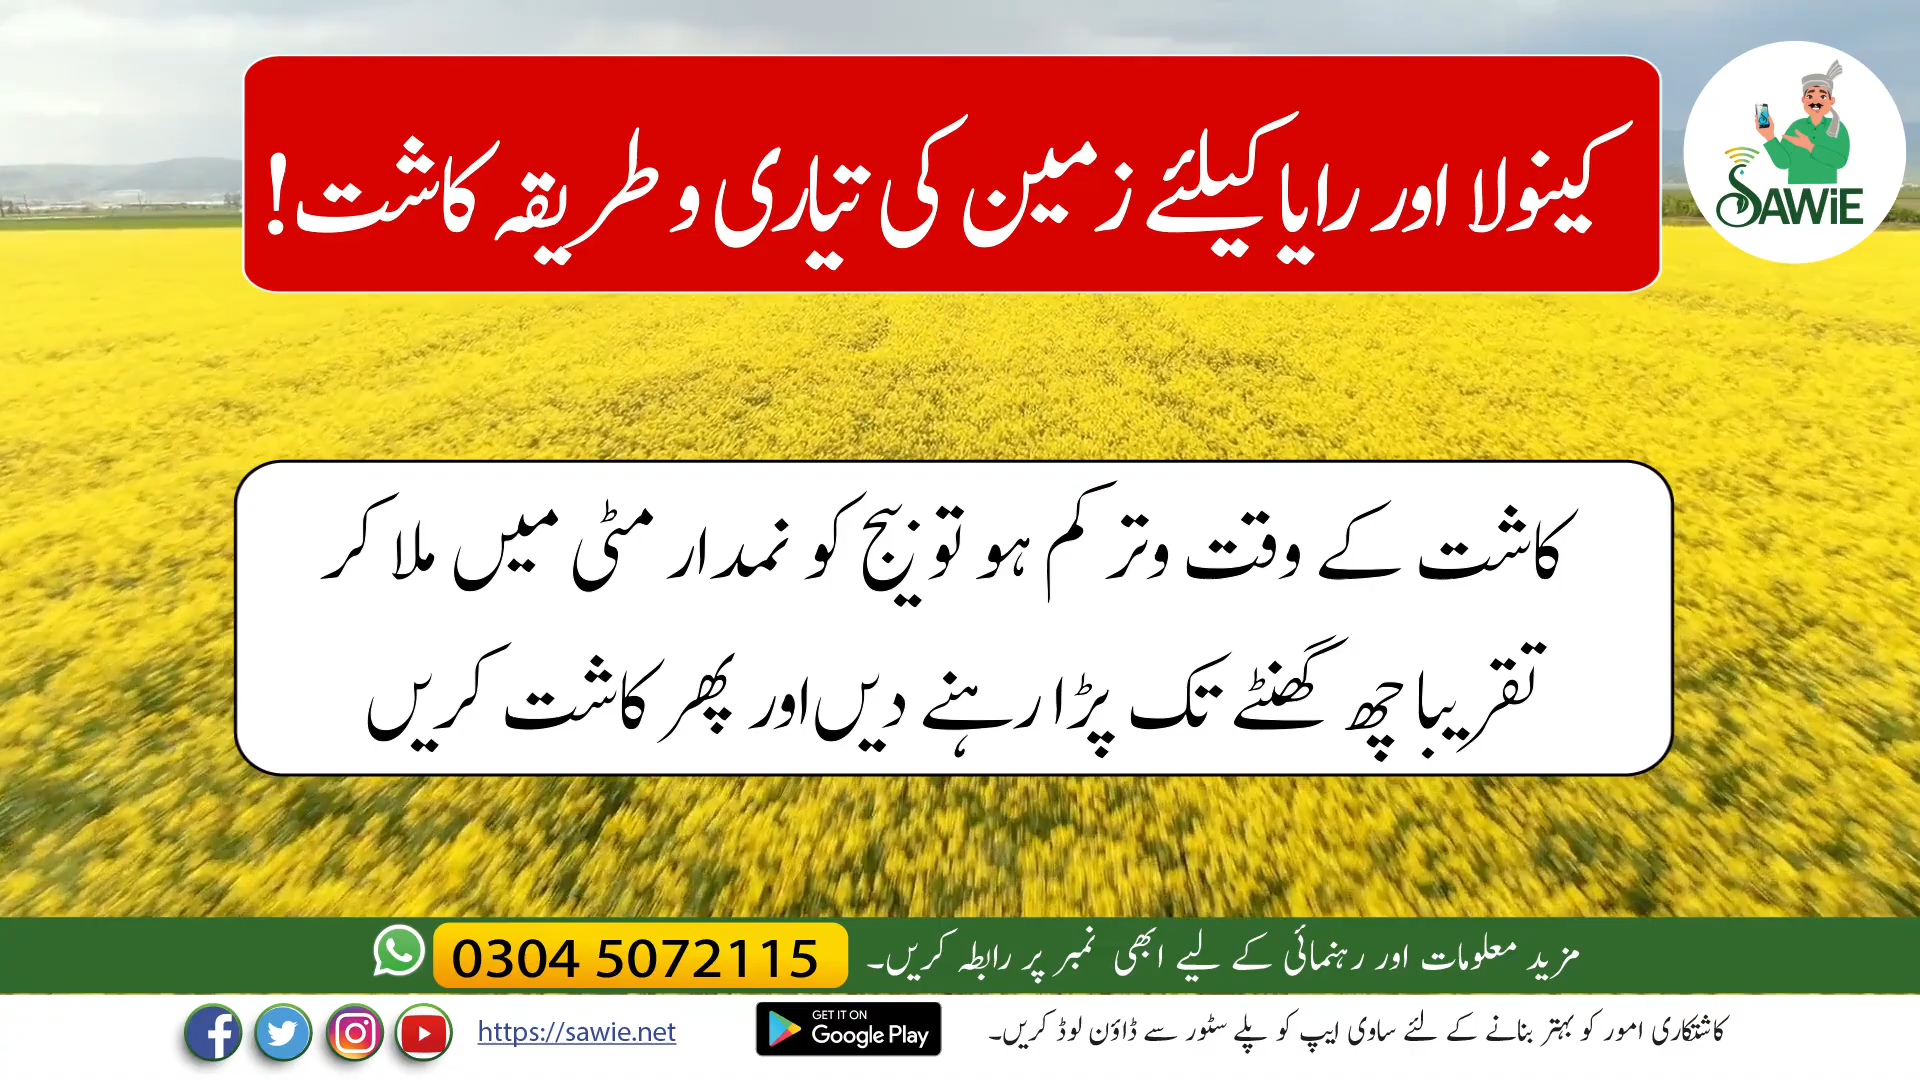 کینولا اور رایا کیلئے زمین کی تیاری و طریقہ کاشت!
SAWiE
کاشت کے وقت وتر کم ہو تو بیج کو نمدار مٹی میں ملا کر
تقریبا چھ گھنٹے تک پڑا رہنے دیں اور پھر کاشت کریں
مزید معلومات اور رہنمائی کے لیے ابھی نمبر پر رابطہ کریں۔
0304 5072115
کاشتکاری امور کو بہتر بنانے کے لئے ساوی ایپ کو پلے سٹور سے ڈاؤن لوڈ کریں۔
GET IT ON
Google Play
https://sawie.net